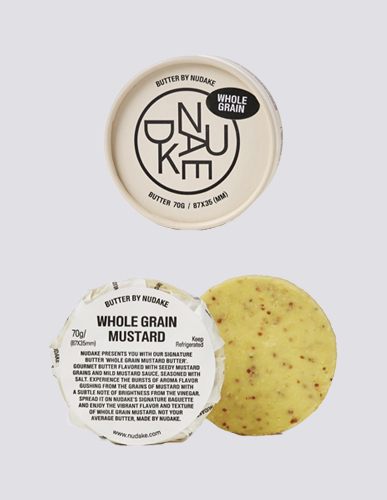 BUTTER BY NUDAKE
WHOLE
GRAIN
NUDAKE
BUTTER 70G / 87X35 (MM)
BUTTER BY NUDAKE
WHOLE GRAIN
MUSTARD
70g/
(87X35mm)
Keep
Refrigerated
NUDAKE PRESENTS YOU WITH OUR SIGNATURE
BUTTER 'WHOLE GRAIN MUSTARD BUTTER'.
GOURMET BUTTER FLAVORED WITH SEEDY MUSTARD
GRAINS AND MILD MUSTARD SAUCE, SEASONED WITH
SALT. EXPERIENCE THE BURSTS OF AROMA FLAVOR
GUSHING FROM THE GRAINS OF MUSTARD WITH
A SUBTLE NOTE OF BRIGHTNESS FROM THE VINEGAR.
SPREAD IT ON NUDAKE'S SIGNATURE BAGUETTE
AND ENJOY THE VIBRANT FLAVOR AND TEXTURE
OF WHOLE GRAIN MUSTARD. NOT YOUR
AVERAGE BUTTER, MADE BY NUDAKE.
www.nudake.com